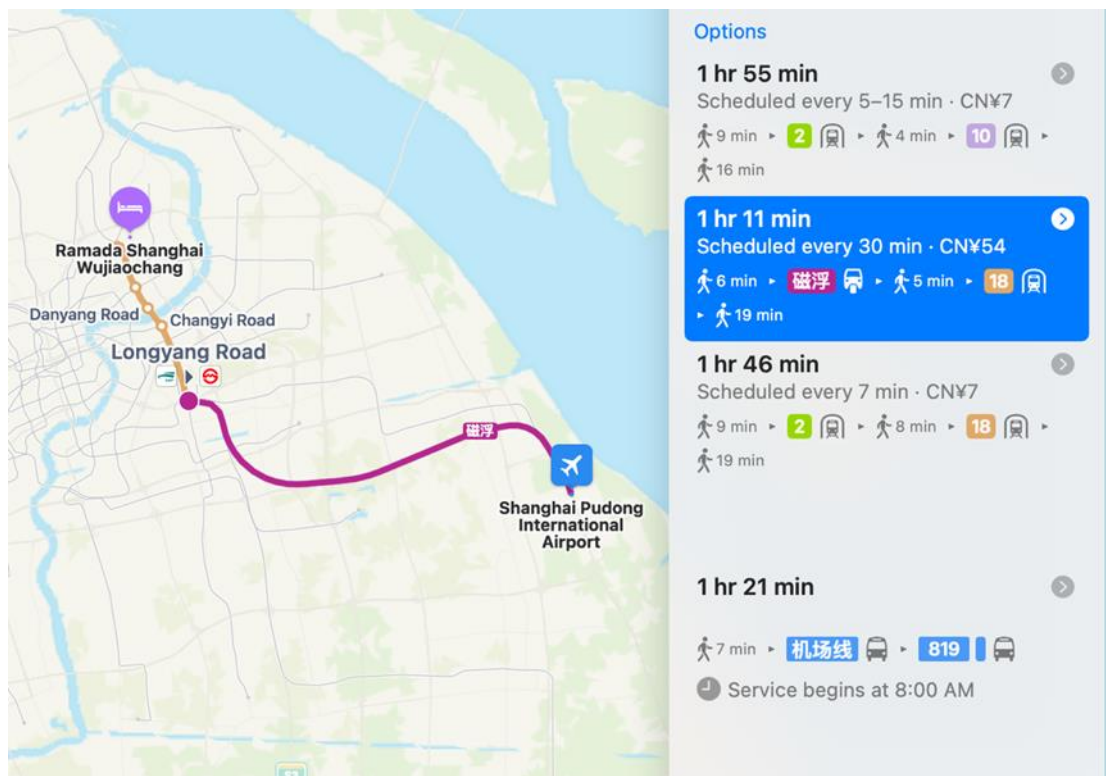 Ramada Shanghai
Wujiaochang
Danyang Road
Changyi Road
Longyang Road
磁浮
Shanghai Pudong
International
Airport
Options
1 hr 55 min
Scheduled every 5–15 min · CN¥7
9 min ▸ 2 ▸ 4 min ▸ 10 ▸
16 min
1 hr 11 min
Scheduled every 30 min · CN¥54
6 min ▸ 磁浮 ▸ 5 min ▸ 18
▸ 19 min
1 hr 46 min
Scheduled every 7 min · CN¥7
9 min ▸ 2 ▸ 8 min ▸ 18 ▸
19 min
1 hr 21 min
7 min ▸ 机场线 ▸ 819
Service begins at 8:00 AM